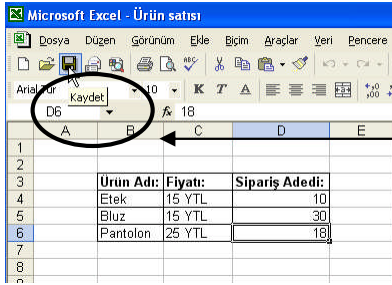 Microsoft Excel - Ürün satısı
Dosya Düzen Görünüm Ekle Biçim Araçlar Veri Pencere
Arial Tur 10 K T A
Kaydet
D6 fx 18
A B C D E
1
2
3 Ürün Adı: Fiyatı: Sipariş Adedi:
4 Etek 15 YTL 10
5 Bluz 15 YTL 30
6 Pantolon 25 YTL 18
7
8